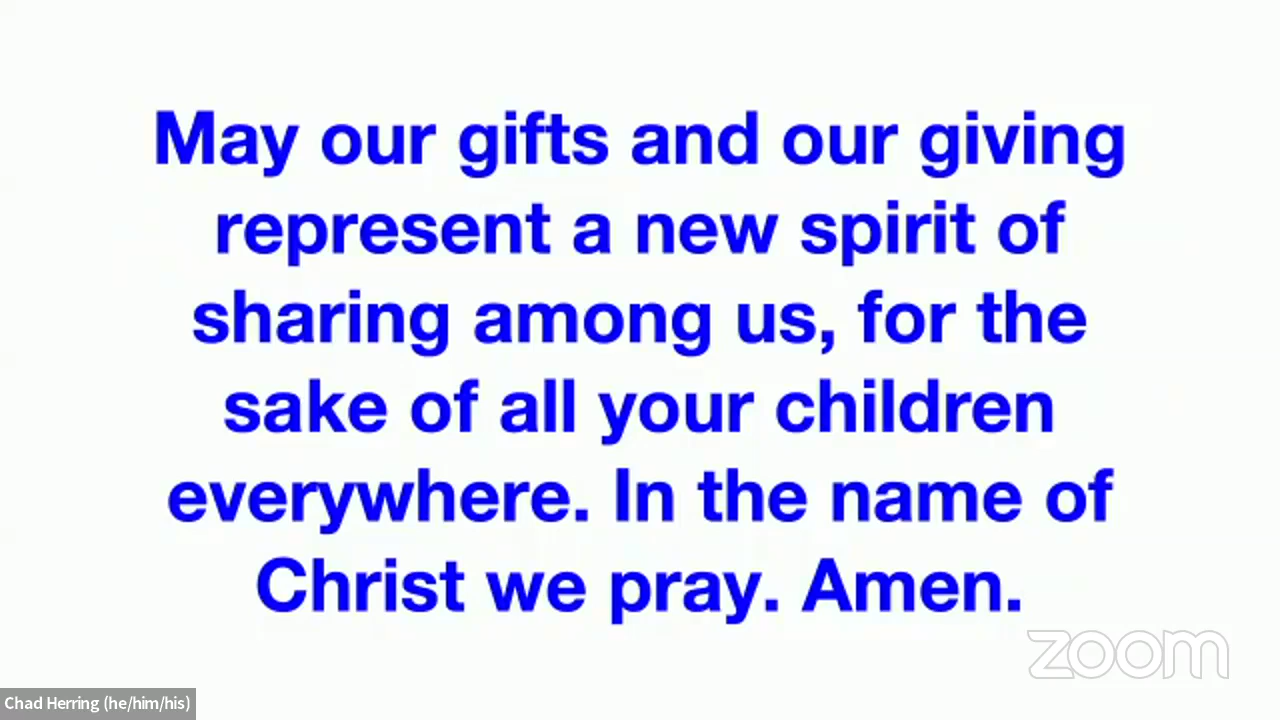 May our gifts and our giving
represent a new spirit of
sharing among us, for the
sake of all your children
everywhere. In the name of
Christ we pray. Amen.
zoom
Chad Herring (he/him/his)